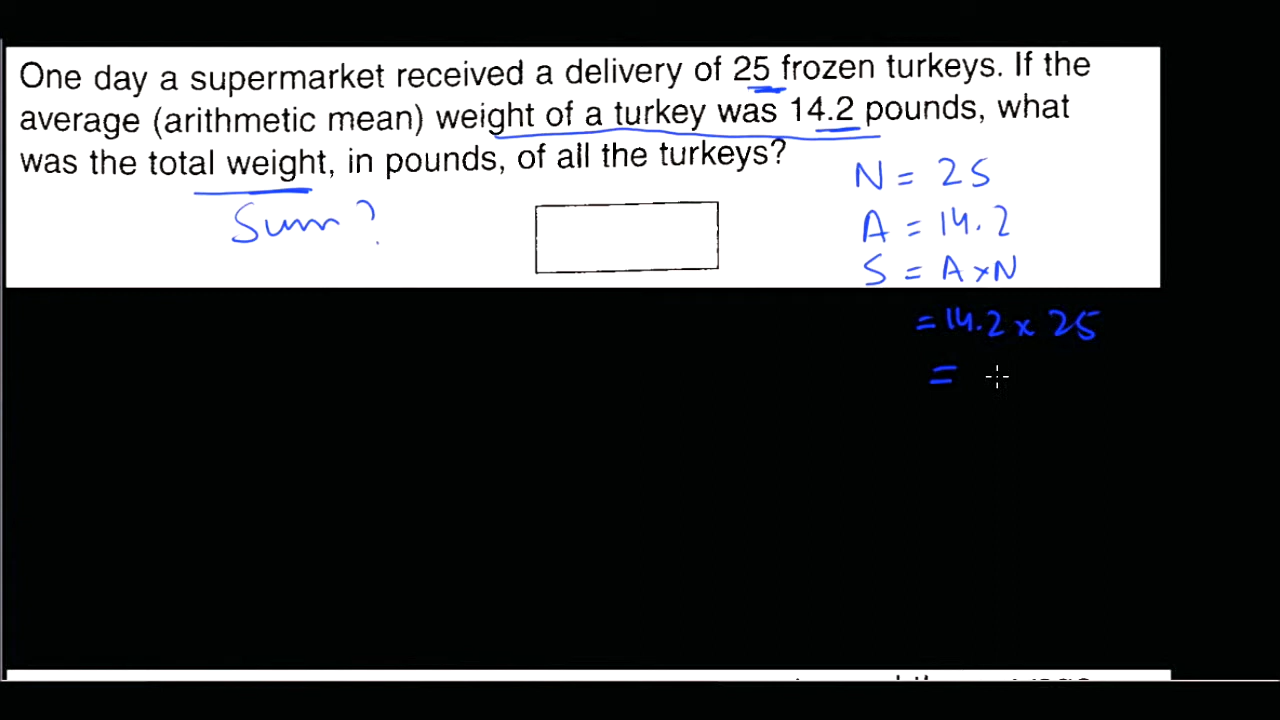 One day a supermarket received a delivery of 25 frozen turkeys. If the
average (arithmetic mean) weight of a turkey was 14.2 pounds, what
was the total weight, in pounds, of all the turkeys?
Sum?
N = 25
A = 14.2
S = A×N
= 14.2 × 25
=